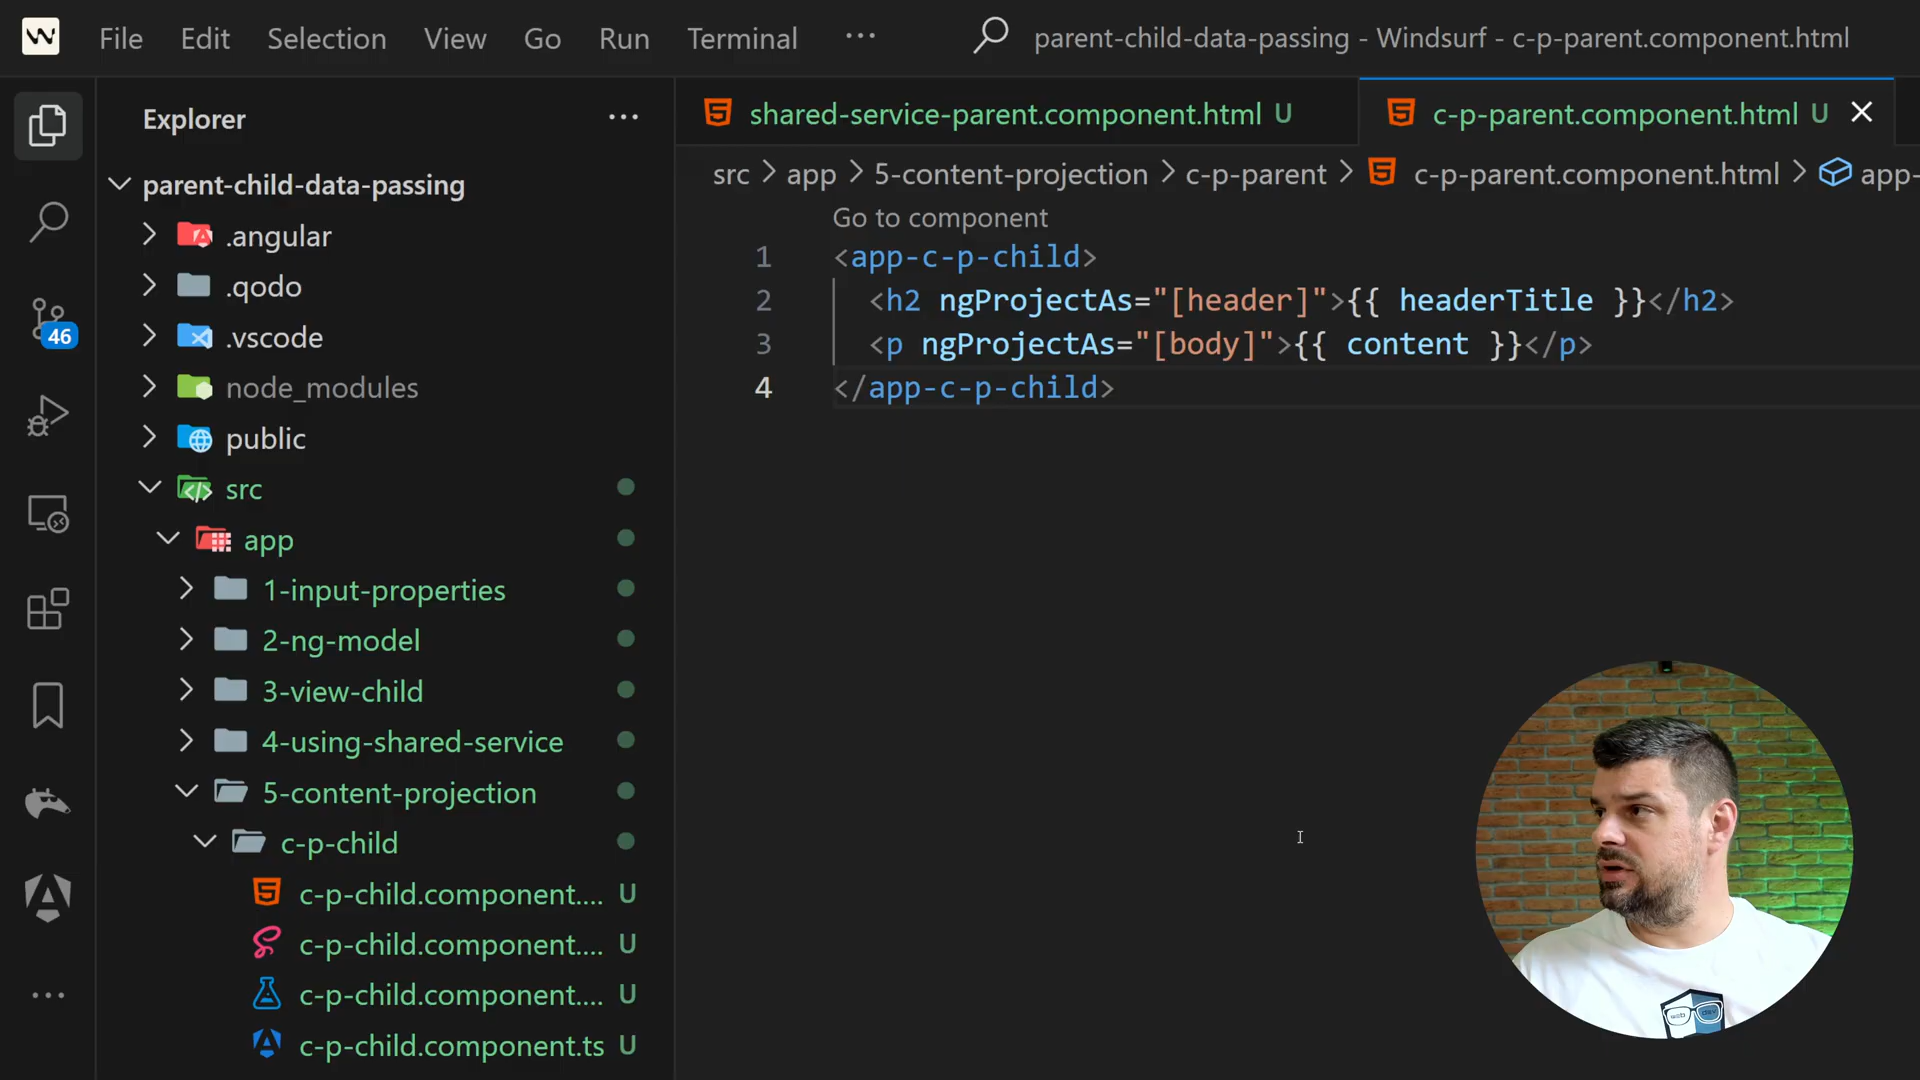 File Edit Selection View Go Run Terminal ... parent-child-data-passing - Windsurf - c-p-parent.component.html
Explorer ...
parent-child-data-passing
.angular
.qodo
.vscode
node_modules
public
src
app
1-input-properties
2-ng-model
3-view-child
4-using-shared-service
5-content-projection
c-p-child
c-p-child.component.... U
c-p-child.component.... U
c-p-child.component.... U
c-p-child.component.ts U
46
...
shared-service-parent.component.html U
c-p-parent.component.html U
src > app > 5-content-projection > c-p-parent > c-p-parent.component.html > app-
Go to component
1 <app-c-p-child>
2 <h2 ngProjectAs="[header]">{{ headerTitle }}</h2>
3 <p ngProjectAs="[body]">{{ content }}</p>
4 </app-c-p-child>
web dev